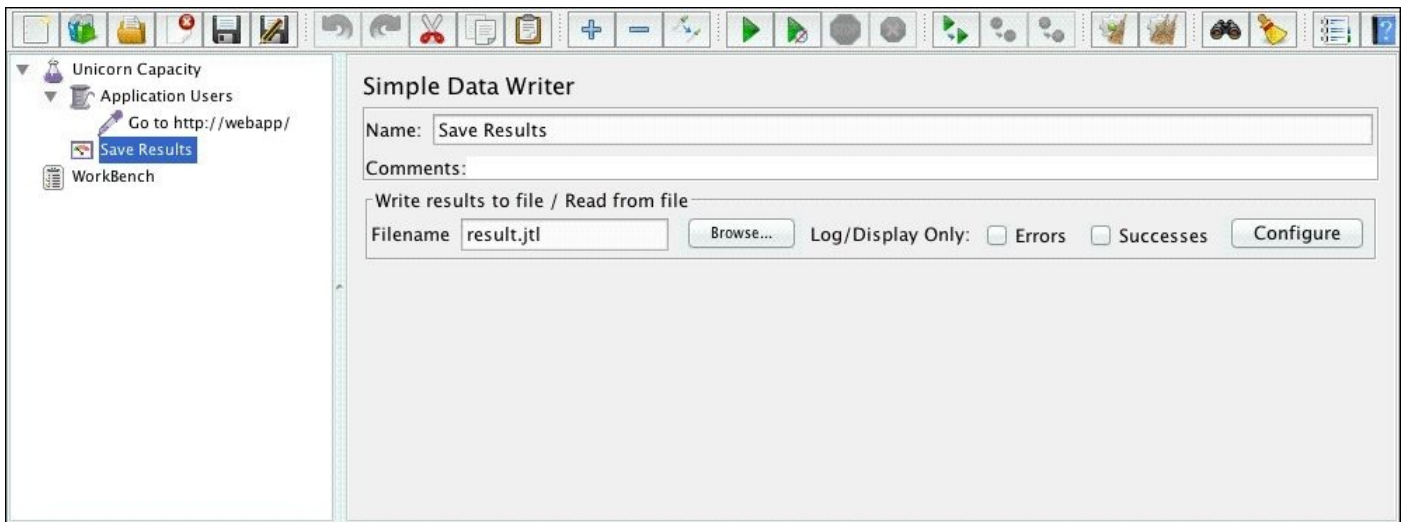 Unicorn Capacity
Application Users
Go to http://webapp/
Save Results
WorkBench
Simple Data Writer
Name: Save Results
Comments:
Write results to file / Read from file
Filename result.jtl Browse... Log/Display Only: Errors Successes Configure